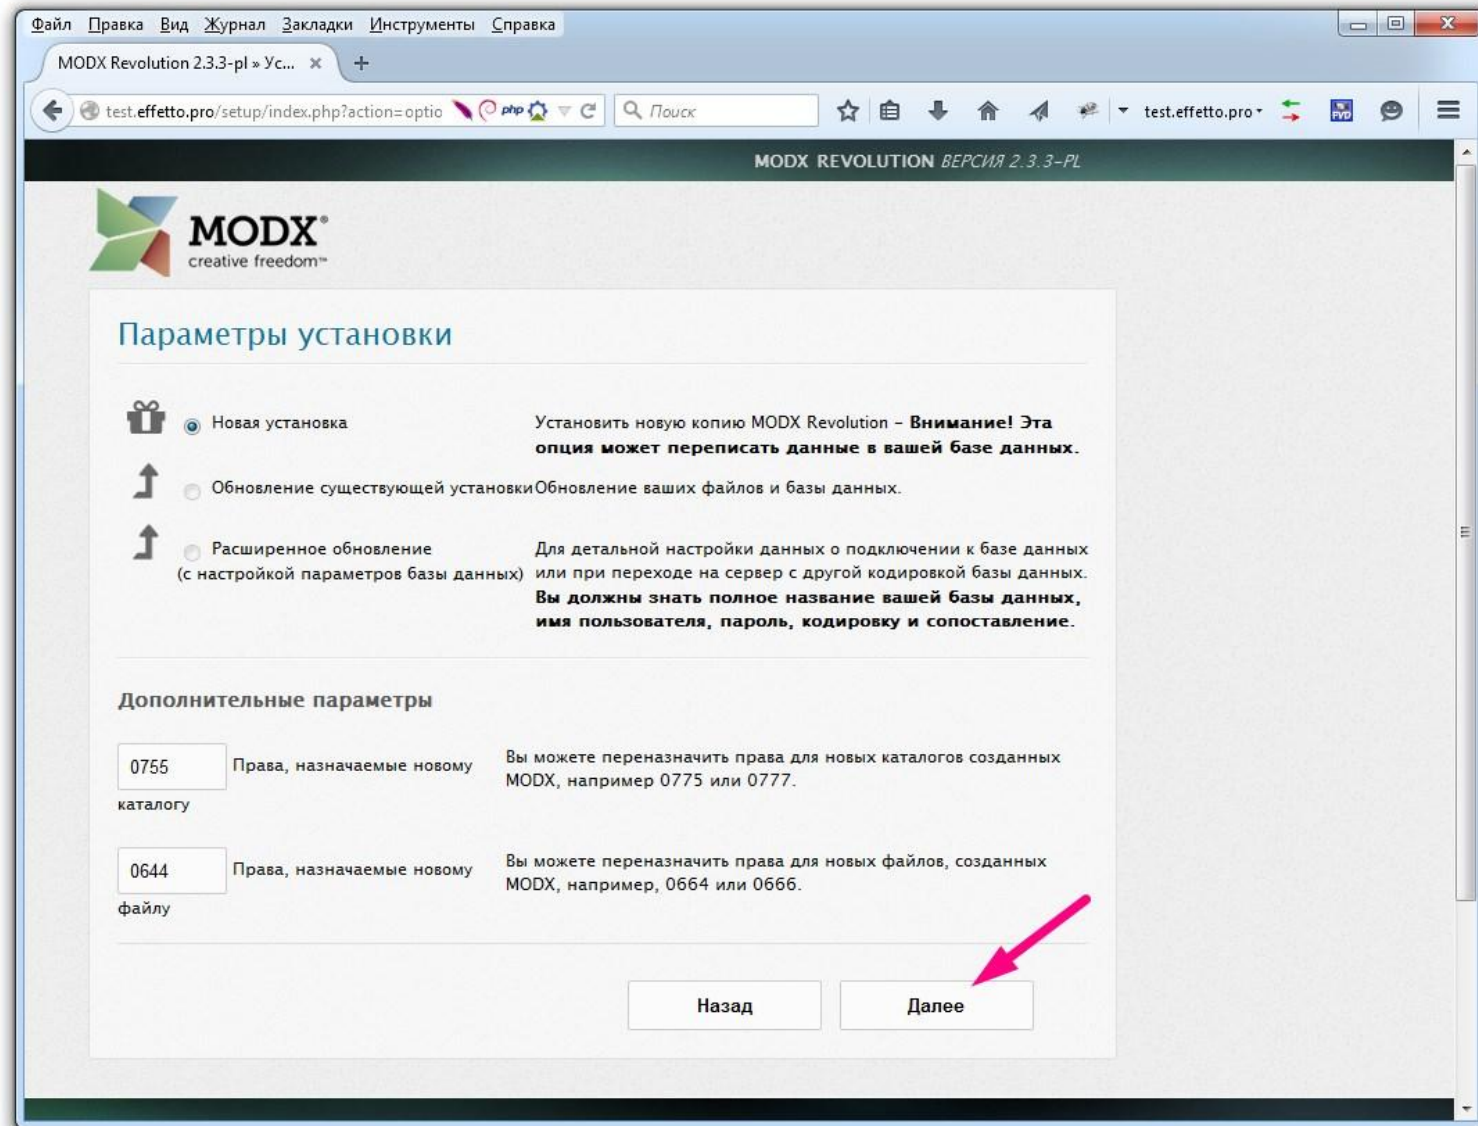 Файл Правка Вид Журнал Закладки Инструменты Справка
MODX Revolution 2.3.3-pl » Ус... × +
test.effetto.pro/setup/index.php?action=optio php Поиск test.effetto.pro PVD
MODX REVOLUTION ВЕРСИЯ 2.3.3-PL
MODX®
creative freedom™
Параметры установки
Новая установка Установить новую копию MODX Revolution – Внимание! Эта
опция может переписать данные в вашей базе данных.
Обновление существующей установки Обновление ваших файлов и базы данных.
Расширенное обновление Для детальной настройки данных о подключении к базе данных
(с настройкой параметров базы данных) или при переходе на сервер с другой кодировкой базы данных.
Вы должны знать полное название вашей базы данных,
имя пользователя, пароль, кодировку и сопоставление.
Дополнительные параметры
0755 Права, назначаемые новому
каталогу
Вы можете переназначить права для новых каталогов созданных
MODX, например 0775 или 0777.
0644 Права, назначаемые новому
файлу
Вы можете переназначить права для новых файлов, созданных
MODX, например, 0664 или 0666.
Назад Далее